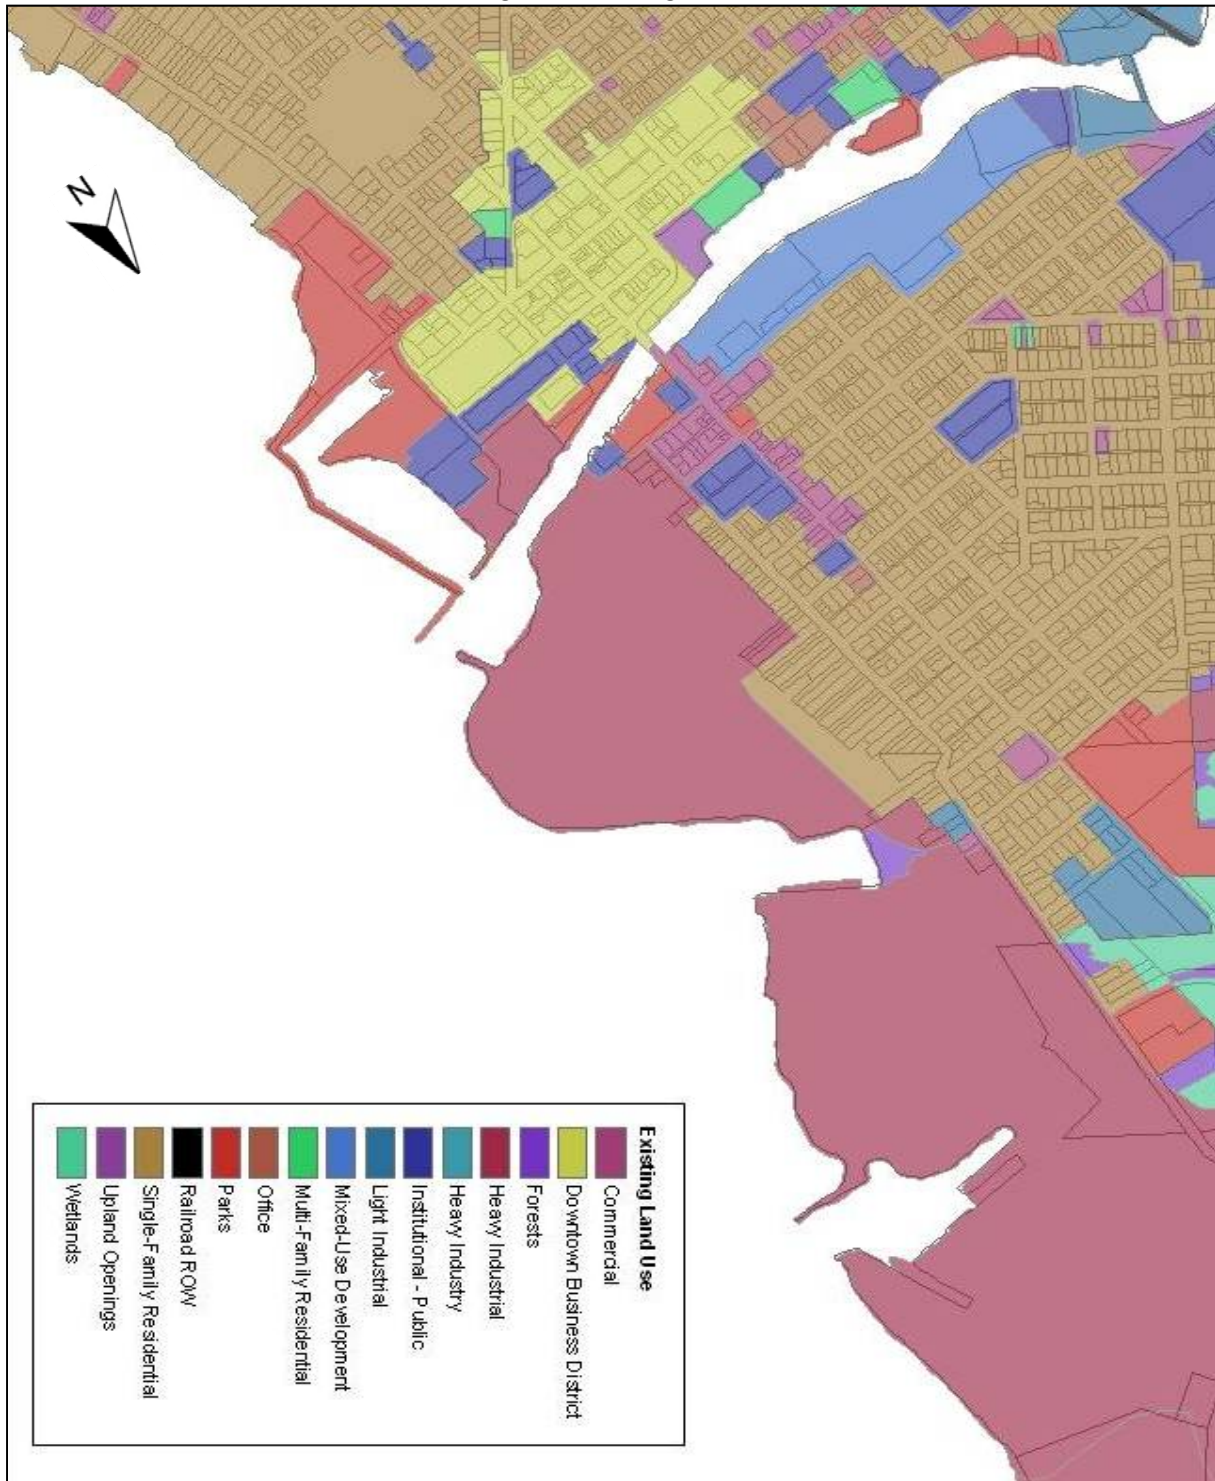 N
Existing Land Use
Commercial
Downtown Business District
Forests
Heavy Industrial
Heavy Industry
Institutional - Public
Light Industrial
Mixed-Use Development
Multi-Family Residential
Office
Parks
Railroad ROW
Single-Family Residential
Upland Openings
Wetlands